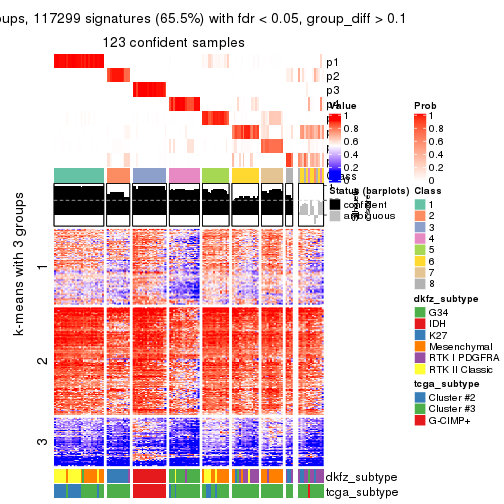 oups, 117299 signatures (65.5%) with fdr < 0.05, group_diff > 0.1
123 confident samples
p1
p2
p3
Value
1
0.8
0.6
0.4
0.2
0
Prob
1
0.8
0.6
0.4
0.2
0
Class
Status (barplots)
confident
ambiguous
Class
1
2
3
4
5
6
7
8
dkfz_subtype
G34
IDH
K27
Mesenchymal
RTK I PDGFRA
RTK II Classic
tcga_subtype
Cluster #2
Cluster #3
G-CIMP+
k-means with 3 groups
1
2
3
dkfz_subtype
tcga_subtype